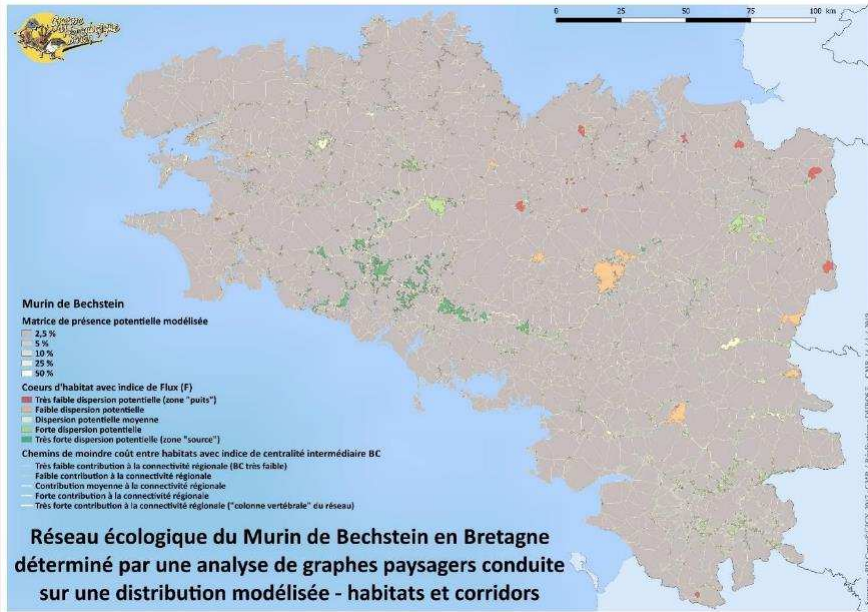 0 25 50 75 100 km
Murin de Bechstein
Matrice de présence potentielle modélisée
2,5 %
5 %
10 %
25 %
50 %
Coeurs d'habitat avec indice de Flux (F)
Très faible dispersion potentielle (zone "puits")
Faible dispersion potentielle
Dispersion potentielle moyenne
Forte dispersion potentielle
Très forte dispersion potentielle (zone "source")
Chemins de moindre coût entre habitats avec indice de centralité intermédiaire BC
Très faible contribution à la connectivité régionale (BC très faible)
Faible contribution à la connectivité régionale
Contribution moyenne à la connectivité régionale
Forte contribution à la connectivité régionale
Très forte contribution à la connectivité régionale ("colonne vertébrale" du réseau)
Réseau écologique du Murin de Bechstein en Bretagne
déterminé par une analyse de graphes paysagers conduite
sur une distribution modélisée - habitats et corridors